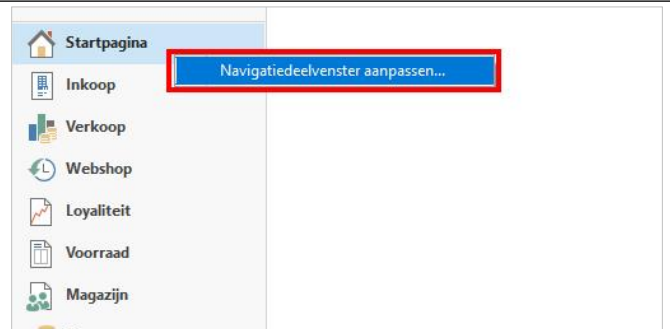 Startpagina
Navigatiedeelvenster aanpassen...
Inkoop
Verkoop
Webshop
Loyaliteit
Voorraad
Magazijn